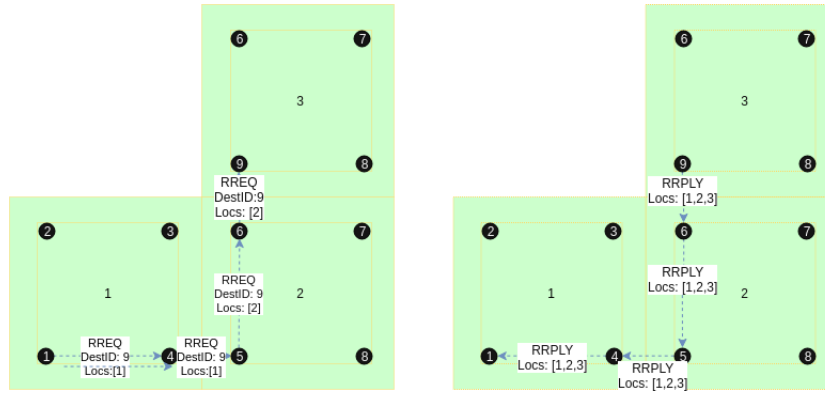 6
7
3
9
8
RREQ
DestID:9
Locs: [2]
2
3
6
7
1
RREQ
DestID: 9
Locs: [2]
2
RREQ
DestID: 9
Locs:[1]
RREQ
DestID: 9
Locs:[1]
1
4
5
8
6
7
3
9
8
RRPLY
Locs: [1,2,3]
2
3
6
7
1
RRPLY
Locs: [1,2,3]
2
RRPLY
Locs: [1,2,3]
1
4
5
8
RRPLY
Locs: [1,2,3]